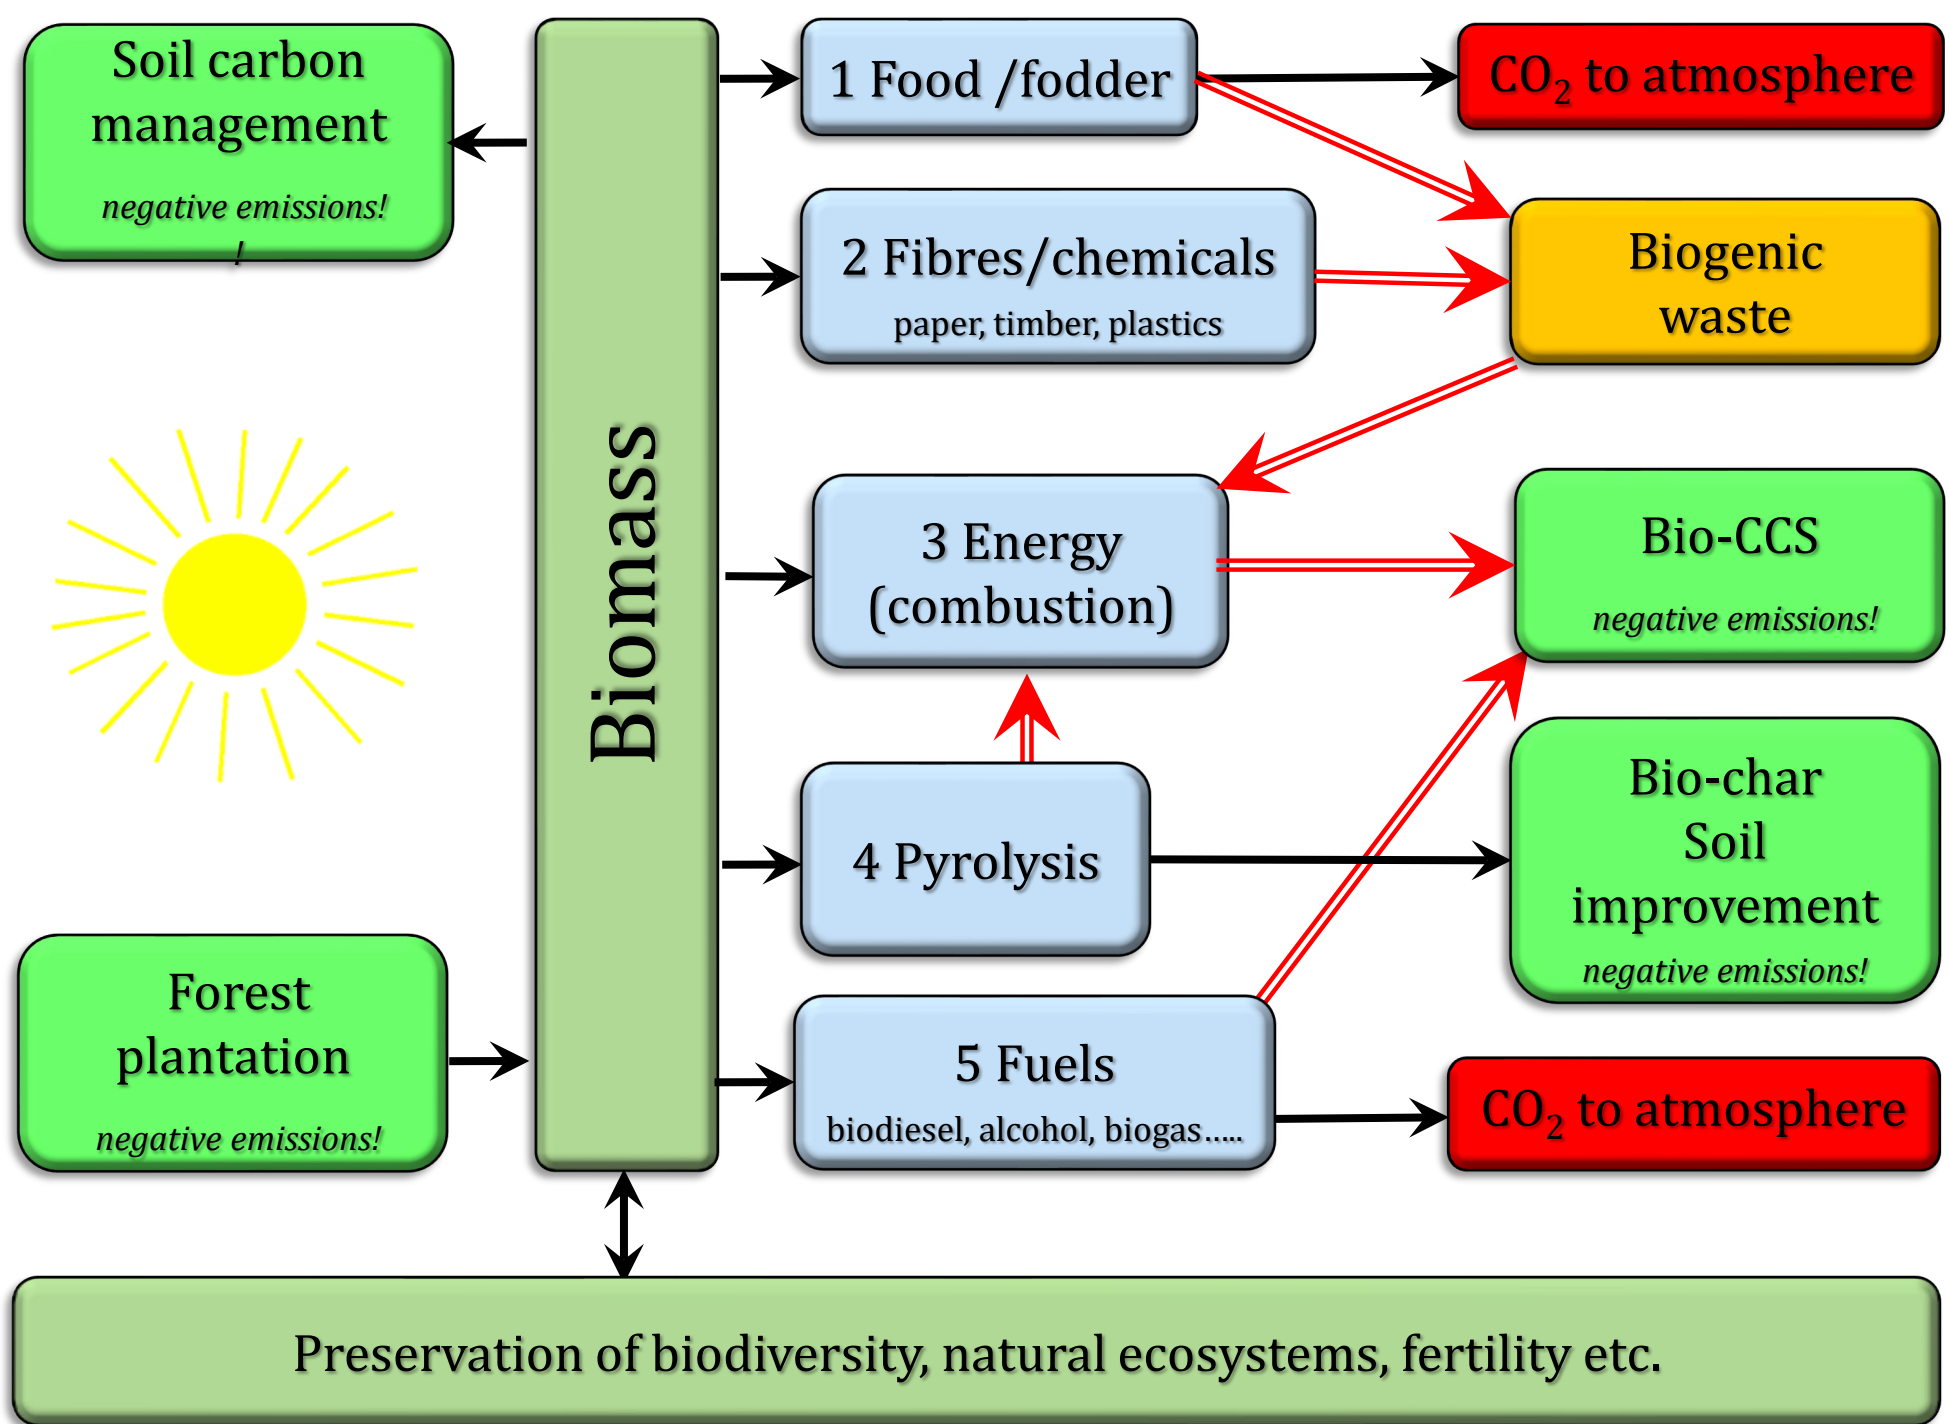 Soil carbon
management
negative emissions!
!
Biomass
1 Food /fodder
CO₂ to atmosphere
2 Fibres/chemicals
paper, timber, plastics
Biogenic
waste
3 Energy
(combustion)
Bio-CCS
negative emissions!
4 Pyrolysis
Bio-char
Soil
improvement
negative emissions!
Forest
plantation
negative emissions!
5 Fuels
biodiesel, alcohol, biogas…..
CO₂ to atmosphere
Preservation of biodiversity, natural ecosystems, fertility etc.